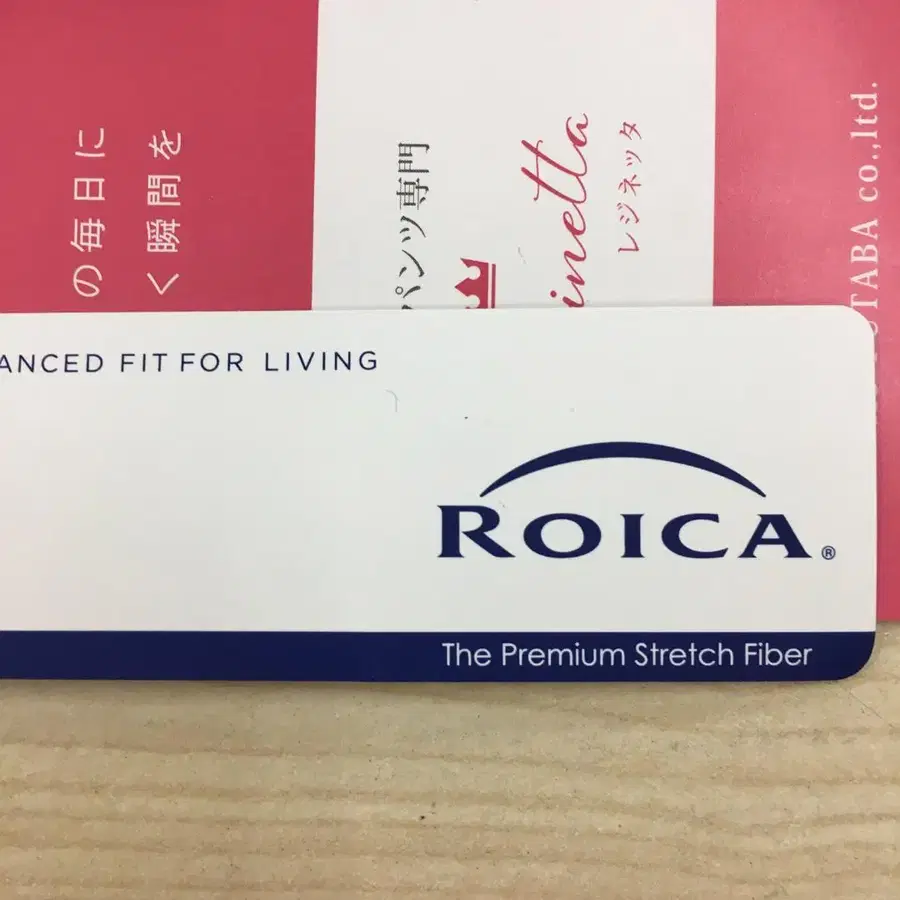 の毎日に
く瞬間を
パンツ専門
inetta
レジネッタ
TABA co.,ltd.
ANCED FIT FOR LIVING
ROICA®
The Premium Stretch Fiber